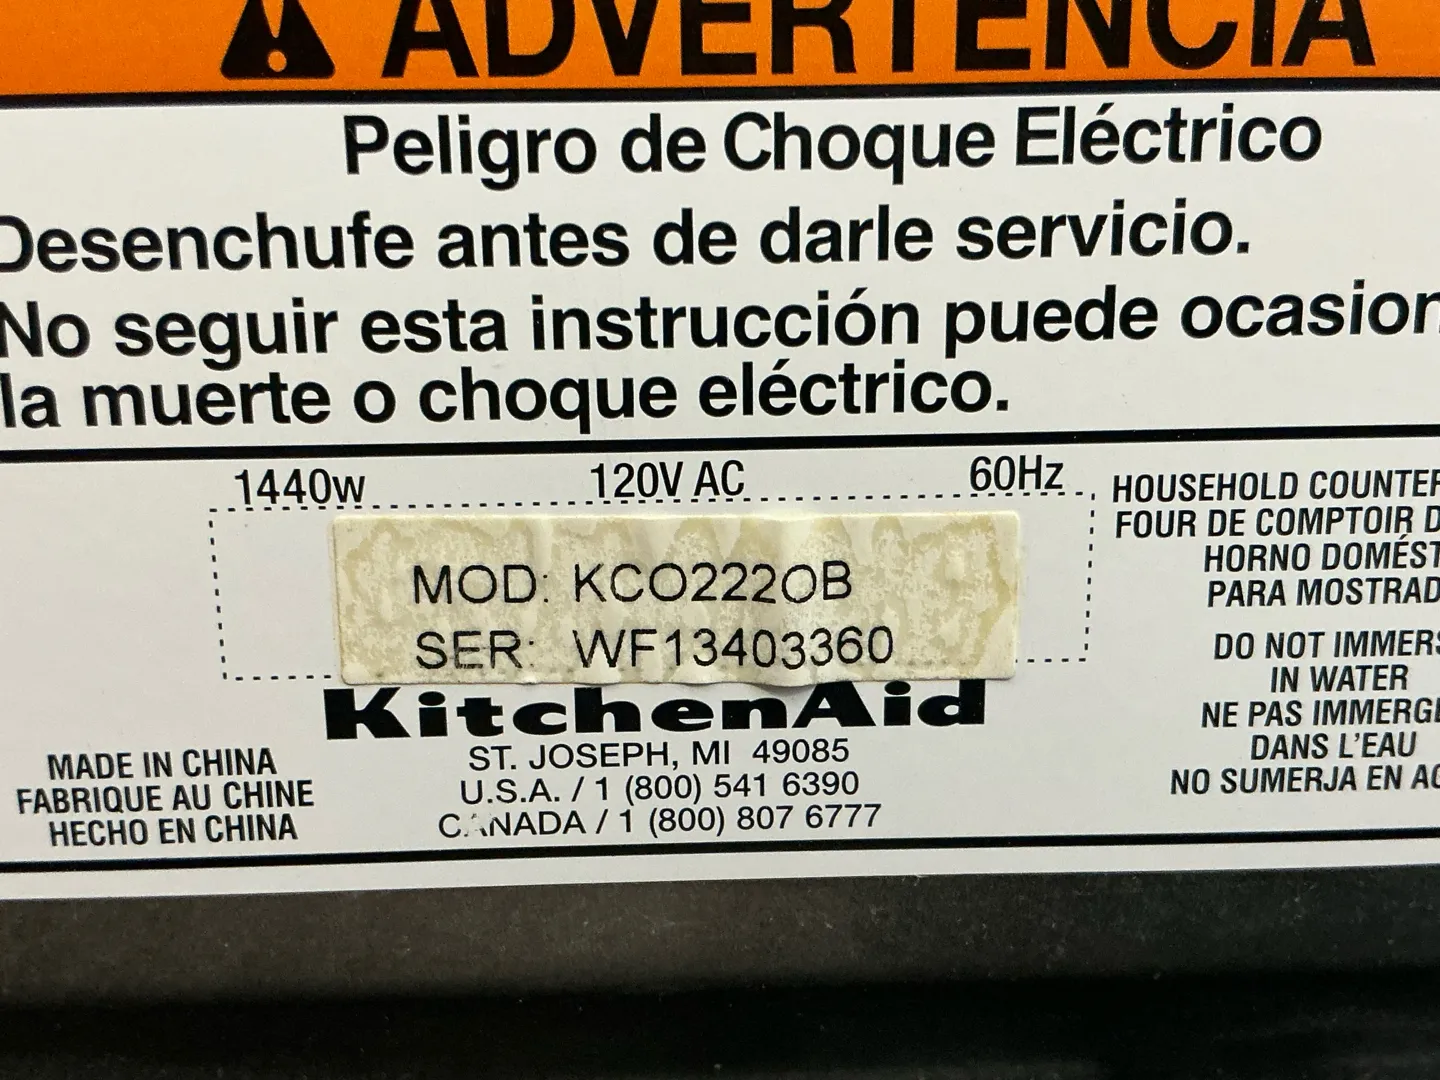 ADVERTENCIA
Peligro de Choque Eléctrico
Desenchufe antes de darle servicio.
No seguir esta instrucción puede ocasion
la muerte o choque eléctrico.
1440w 120V AC 60Hz
MOD: KCO222OB
SER: WF13403360
KitchenAid
ST. JOSEPH, MI 49085
U.S.A. / 1 (800) 541 6390
CANADA / 1 (800) 807 6777
MADE IN CHINA
FABRIQUE AU CHINE
HECHO EN CHINA
HOUSEHOLD COUNTER
FOUR DE COMPTOIR D
HORNO DOMÉST
PARA MOSTRAD
DO NOT IMMERS
IN WATER
NE PAS IMMERGE
DANS L'EAU
NO SUMERJA EN AG